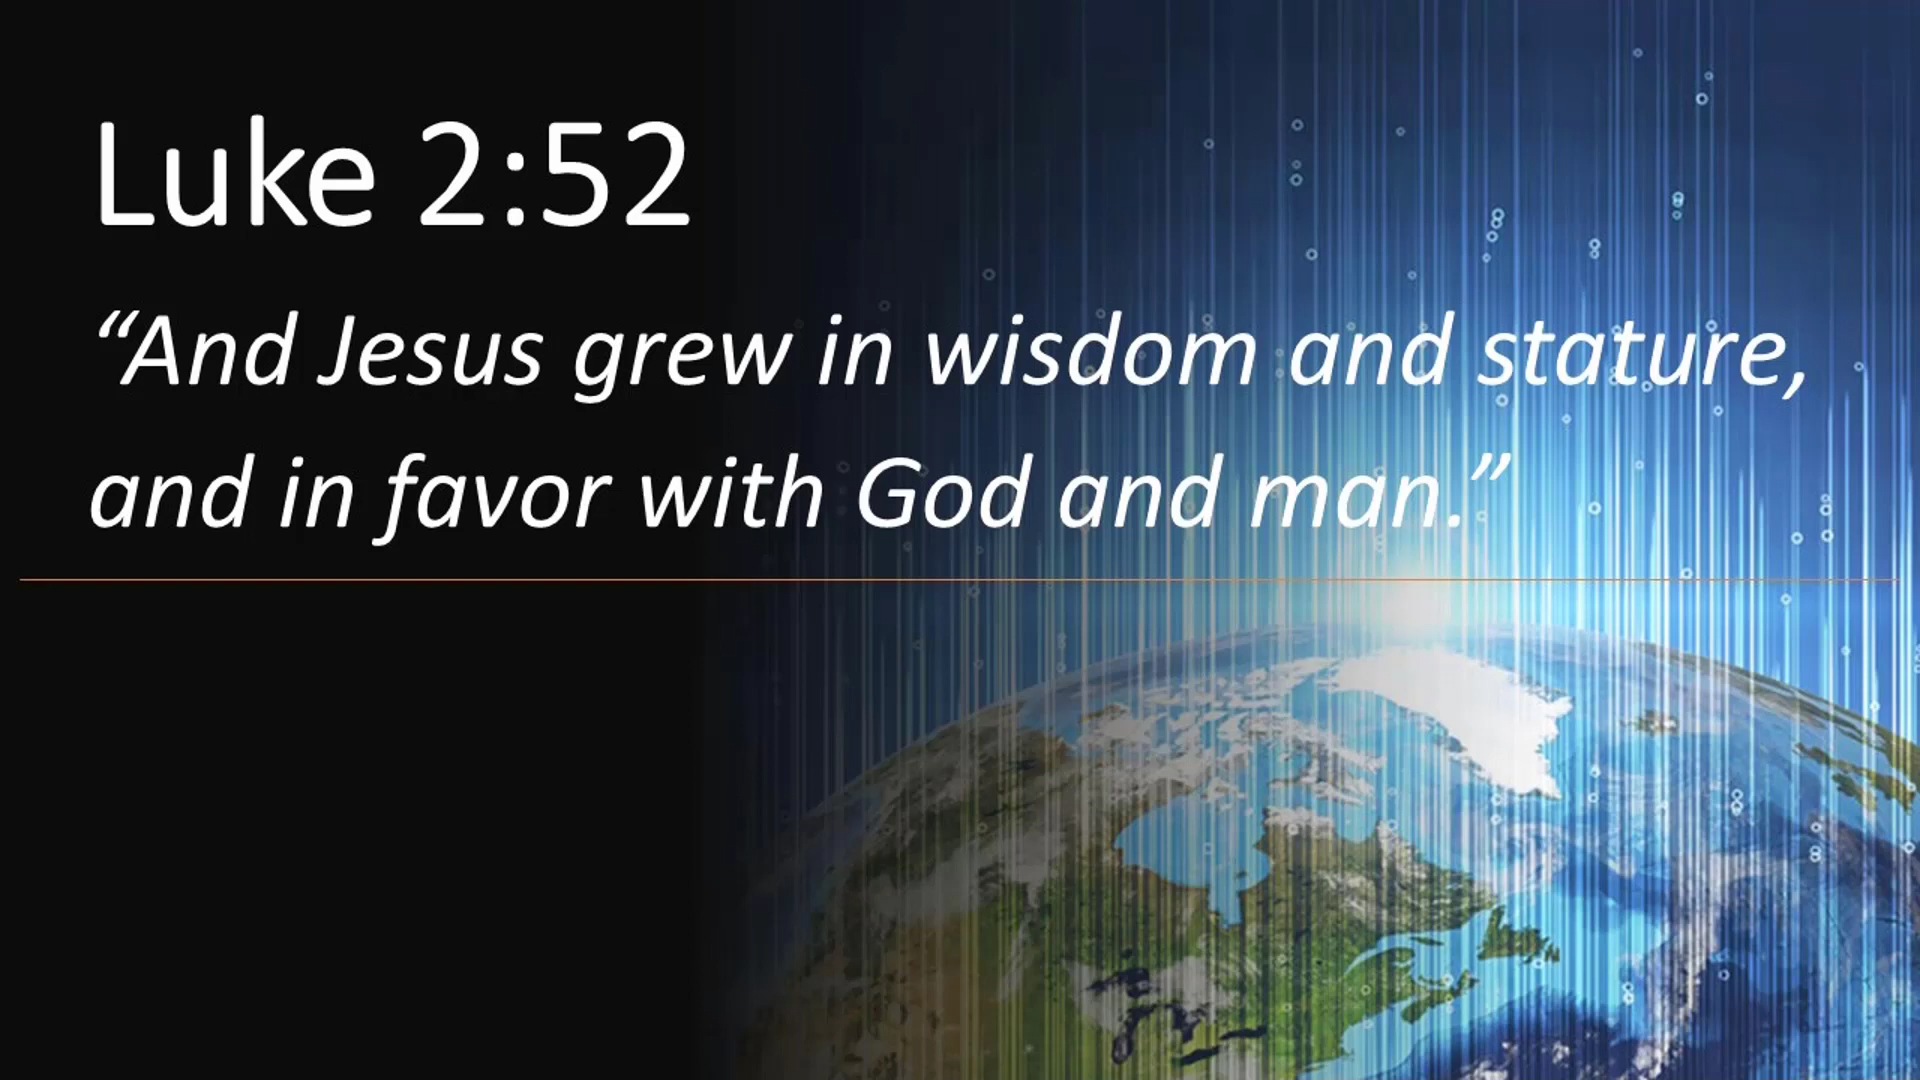 Luke 2:52
“And Jesus grew in wisdom and stature,
and in favor with God and man.”